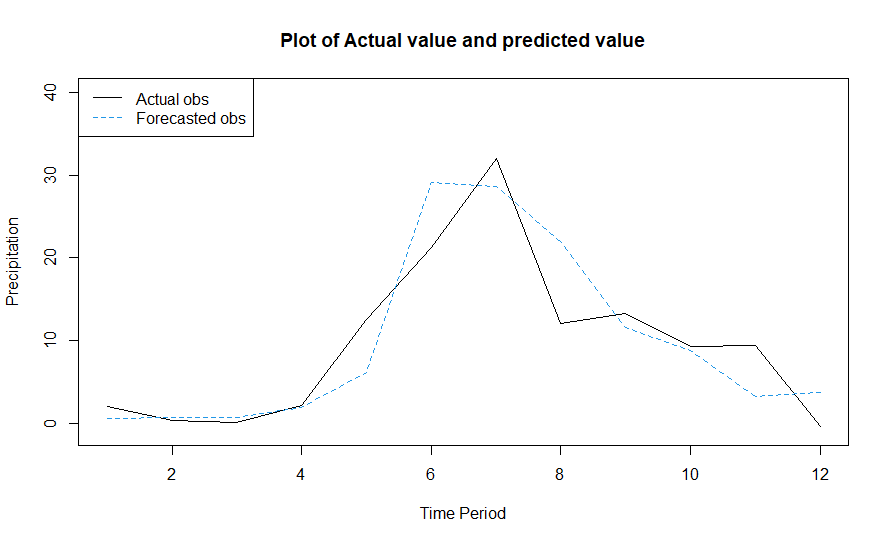 Plot of Actual value and predicted value
Actual obs
Forecasted obs
Precipitation
40
30
20
10
0
2 4 6 8 10 12
Time Period